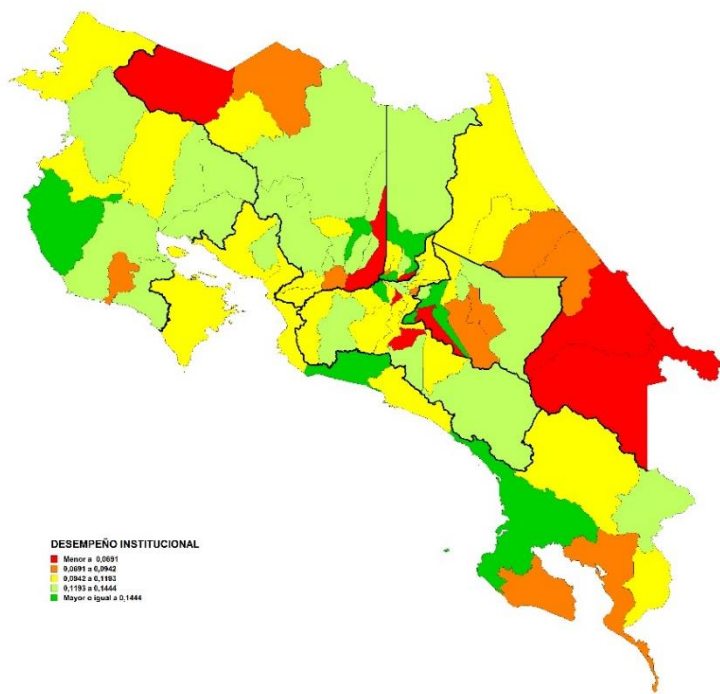 DESEMPEÑO INSTITUCIONAL
Menor a 0,0691
0,0691 a 0,0942
0,0942 a 0,1193
0,1193 a 0,1444
Mayor o igual a 0,1444